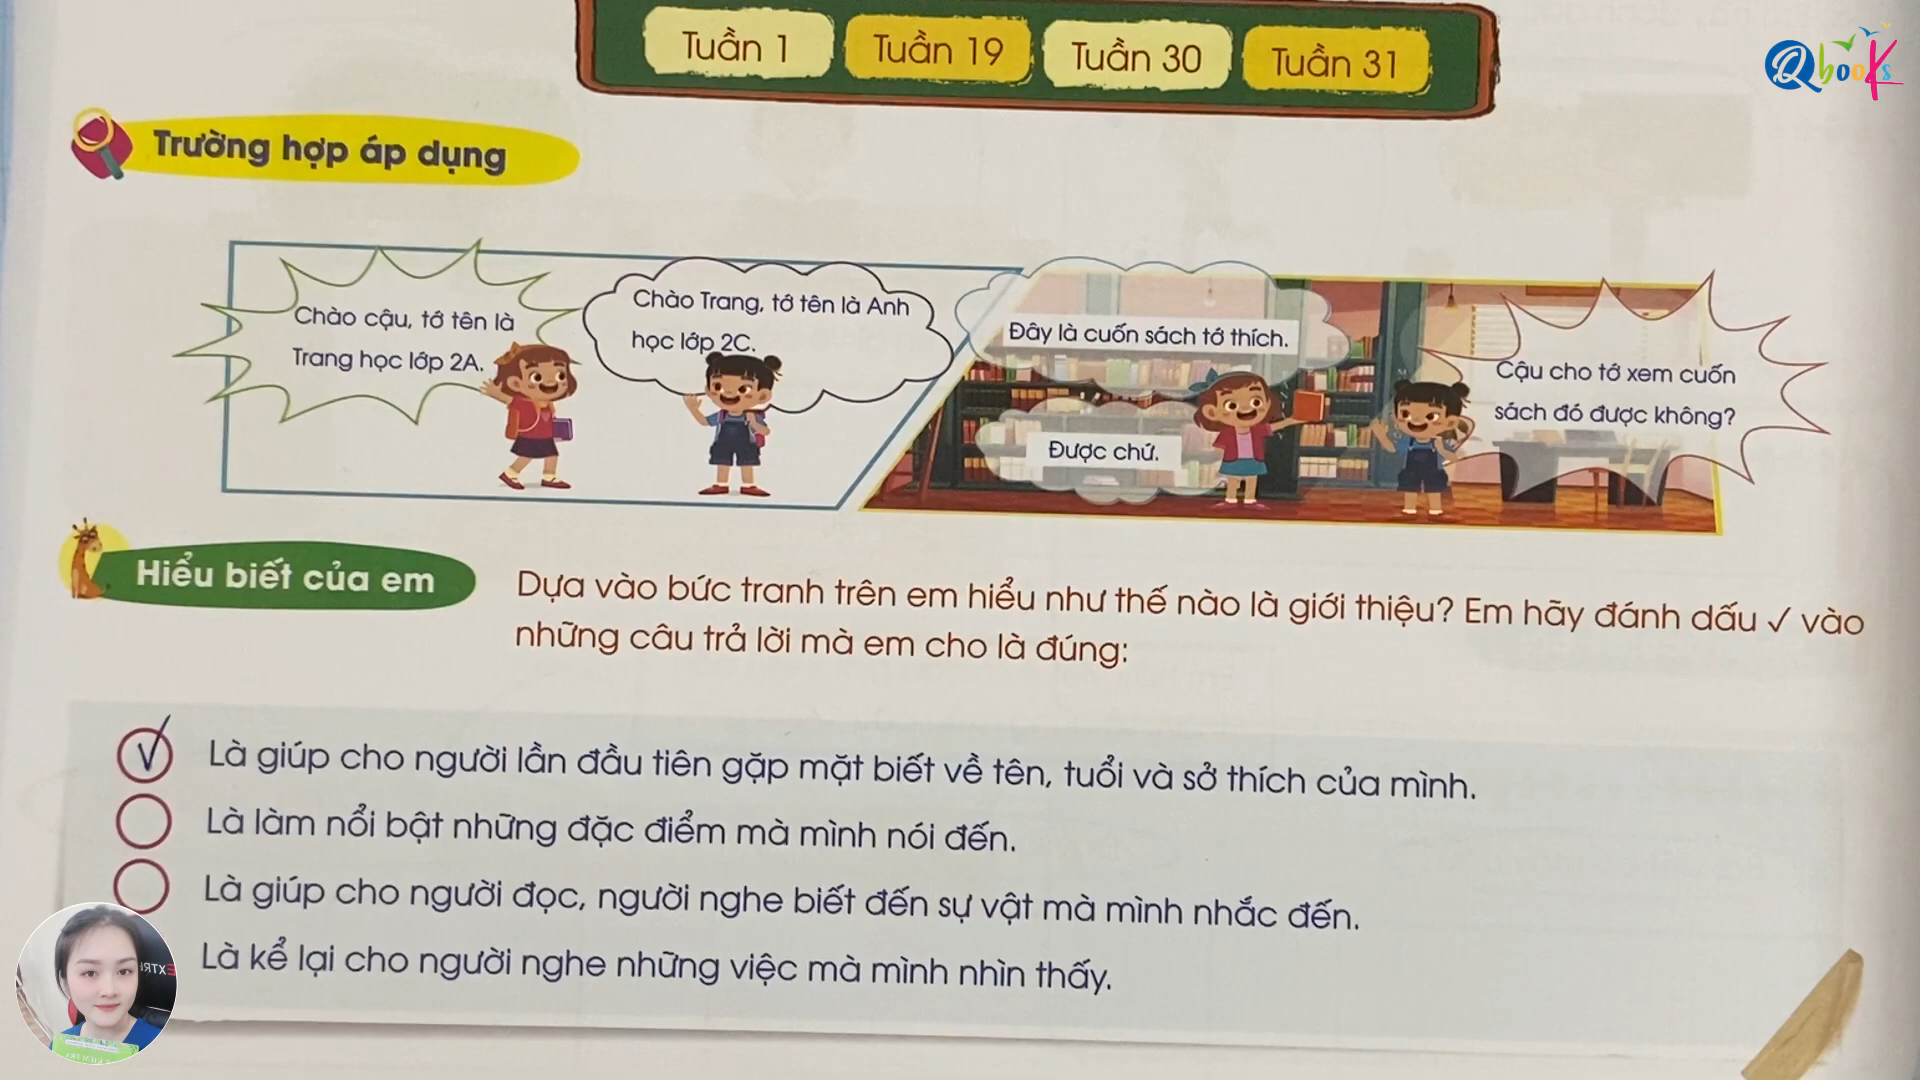 Tuần 1
Tuần 19
Tuần 30
Tuần 31
Qbooks
Trường hợp áp dụng
Chào cậu, tớ tên là
Trang học lớp 2A.
Chào Trang, tớ tên là Anh
học lớp 2C.
Đây là cuốn sách tớ thích.
Được chứ.
Cậu cho tớ xem cuốn
sách đó được không?
Hiểu biết của em
Dựa vào bức tranh trên em hiểu như thế nào là giới thiệu? Em hãy đánh dấu ✓ vào
những câu trả lời mà em cho là đúng:
Là giúp cho người lần đầu tiên gặp mặt biết về tên, tuổi và sở thích của mình.
Là làm nổi bật những đặc điểm mà mình nói đến.
Là giúp cho người đọc, người nghe biết đến sự vật mà mình nhắc đến.
Là kể lại cho người nghe những việc mà mình nhìn thấy.